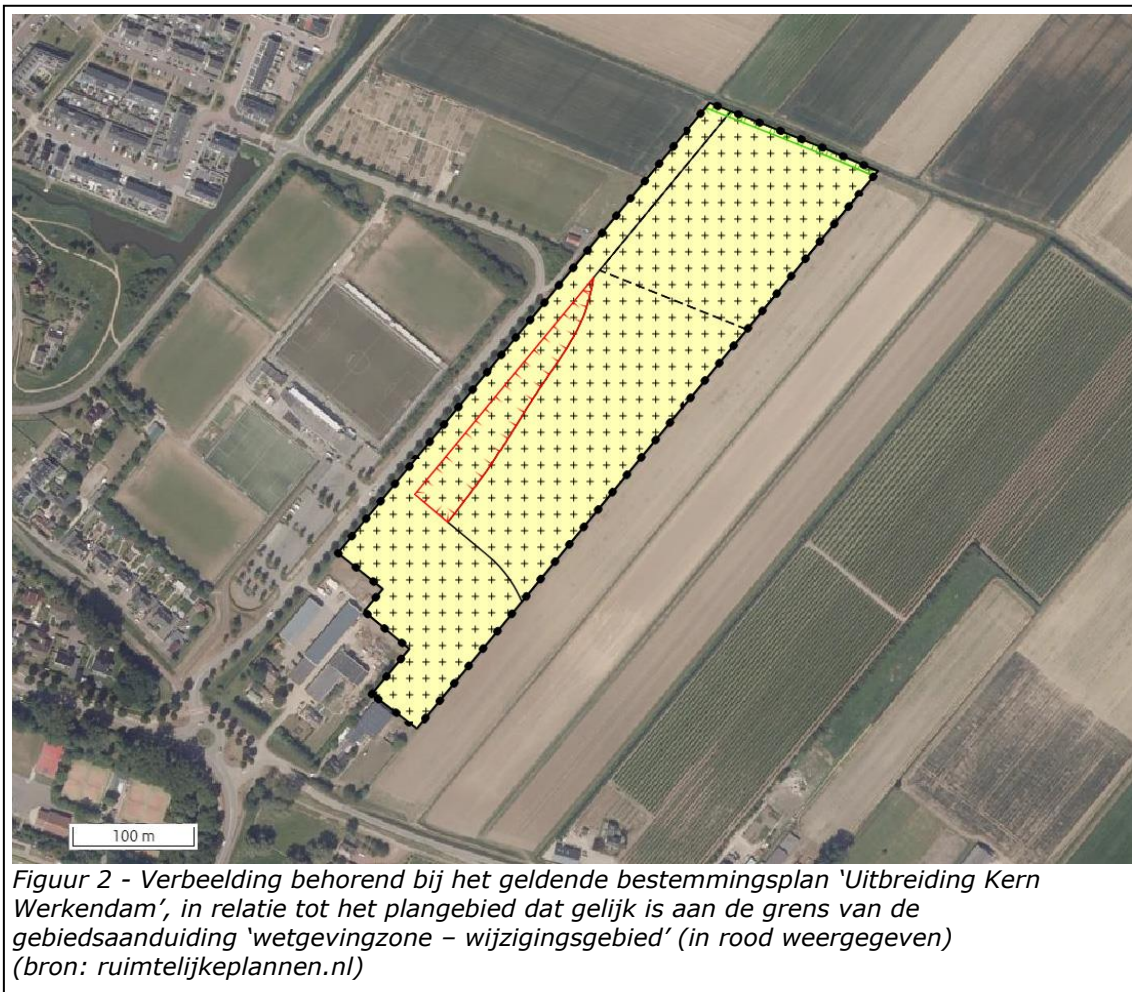 100 m
Figuur 2 - Verbeelding behorend bij het geldende bestemmingsplan ‘Uitbreiding Kern
Werkendam’, in relatie tot het plangebied dat gelijk is aan de grens van de
gebiedsaanduiding ‘wetgevingzone – wijzigingsgebied’ (in rood weergegeven)
(bron: ruimtelijkeplannen.nl)